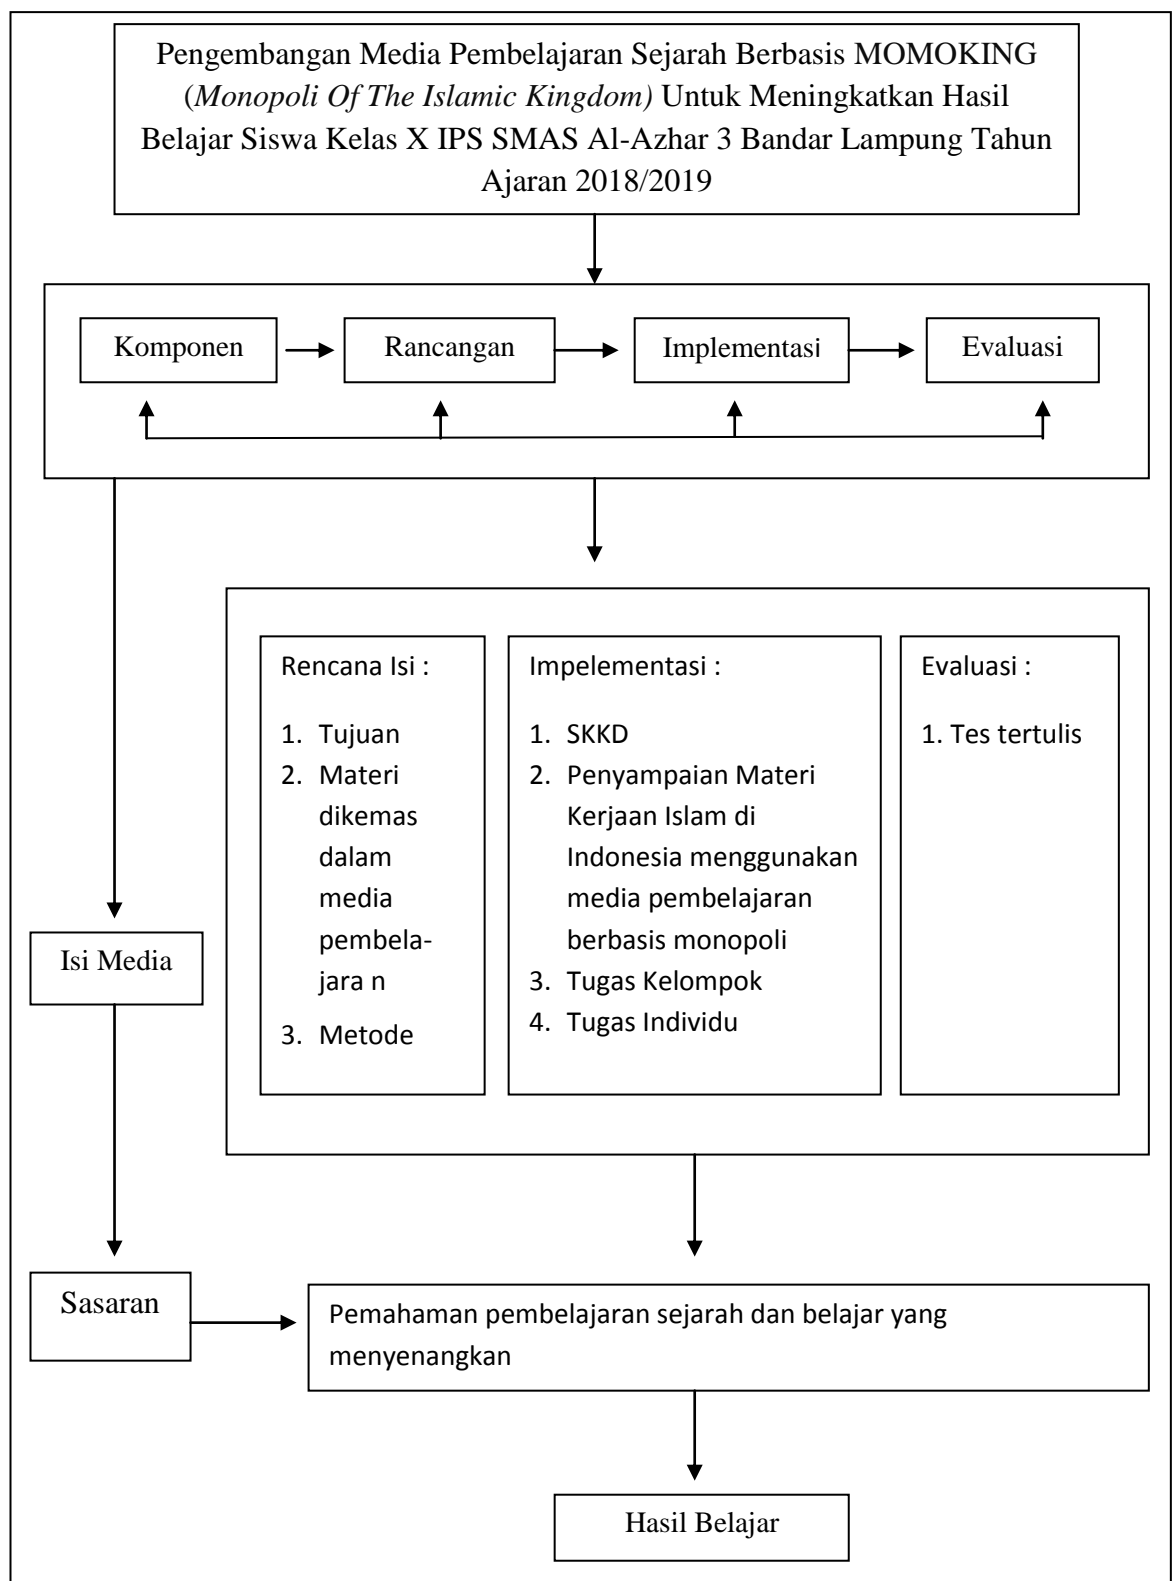 Pengembangan Media Pembelajaran Sejarah Berbasis MOMOKING
(Monopoli Of The Islamic Kingdom) Untuk Meningkatkan Hasil
Belajar Siswa Kelas X IPS SMAS Al-Azhar 3 Bandar Lampung Tahun
Ajaran 2018/2019
Komponen
Rancangan
Implementasi
Evaluasi
Rencana Isi :
1. Tujuan
2. Materi
dikemas
dalam
media
pembela-
jara n
3. Metode
Impelementasi :
1. SKKD
2. Penyampaian Materi
Kerjaan Islam di
Indonesia menggunakan
media pembelajaran
berbasis monopoli
3. Tugas Kelompok
4. Tugas Individu
Evaluasi :
1. Tes tertulis
Isi Media
Sasaran
Pemahaman pembelajaran sejarah dan belajar yang
menyenangkan
Hasil Belajar